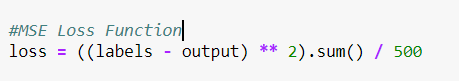 #MSE Loss Function
loss = ((labels - output) ** 2).sum() / 500